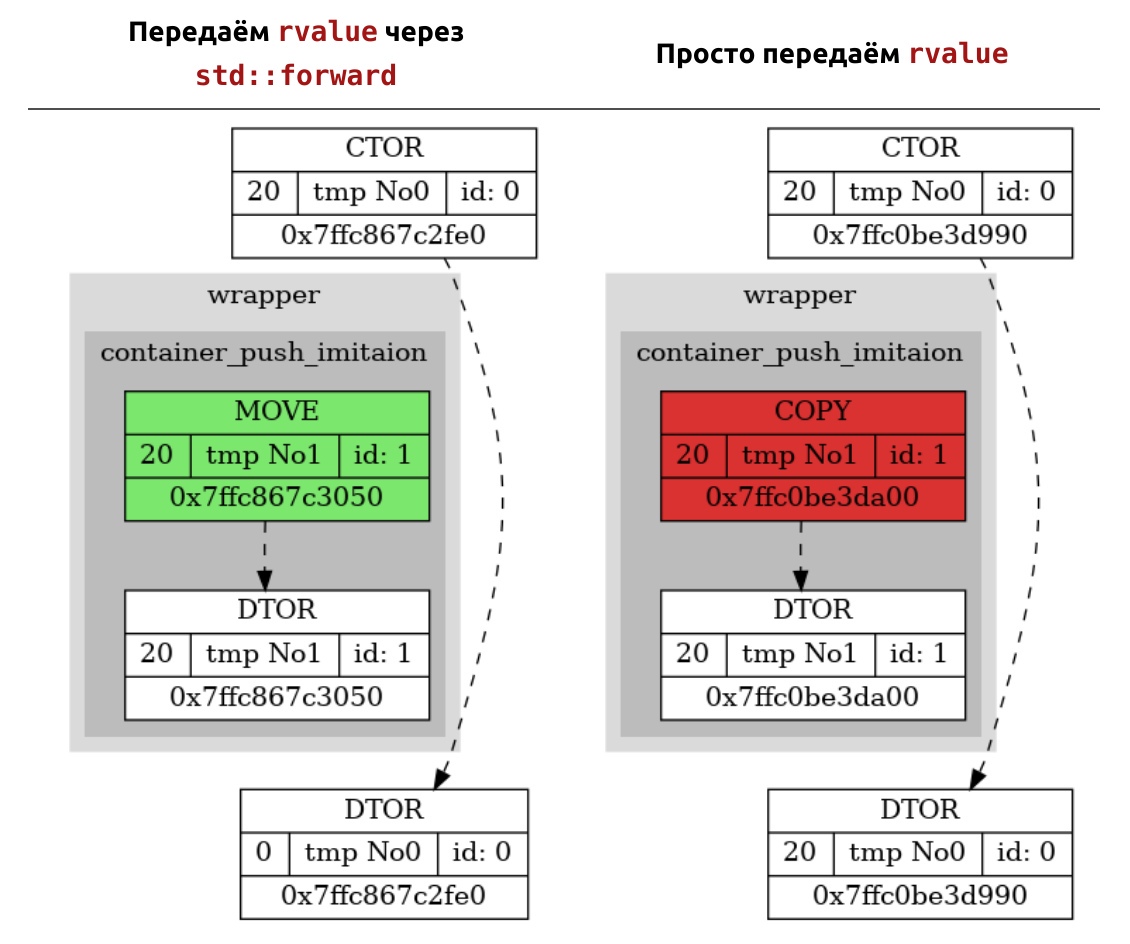 Передаём rvalue через
std::forward
Просто передаём rvalue
CTOR
20 tmp No0 id: 0
0x7ffc867c2fe0
wrapper
container_push_imitaion
MOVE
20 tmp No1 id: 1
0x7ffc867c3050
DTOR
20 tmp No1 id: 1
0x7ffc867c3050
DTOR
0 tmp No0 id: 0
0x7ffc867c2fe0
CTOR
20 tmp No0 id: 0
0x7ffc0be3d990
wrapper
container_push_imitaion
COPY
20 tmp No1 id: 1
0x7ffc0be3da00
DTOR
20 tmp No1 id: 1
0x7ffc0be3da00
DTOR
20 tmp No0 id: 0
0x7ffc0be3d990